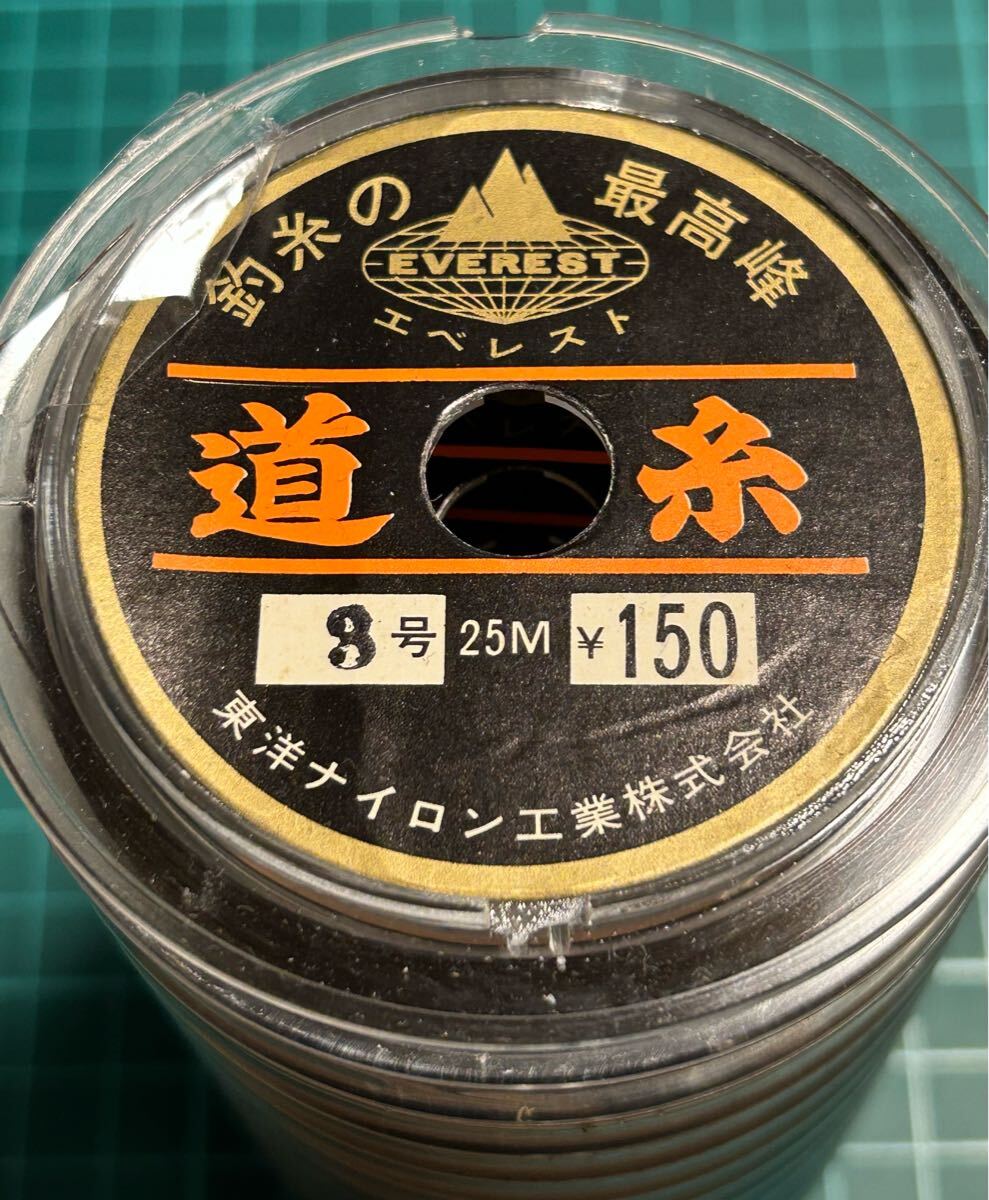 釣糸の最高峰
EVEREST
エベレスト
道糸
8号 25M ¥150
東洋ナイロン工業株式会社